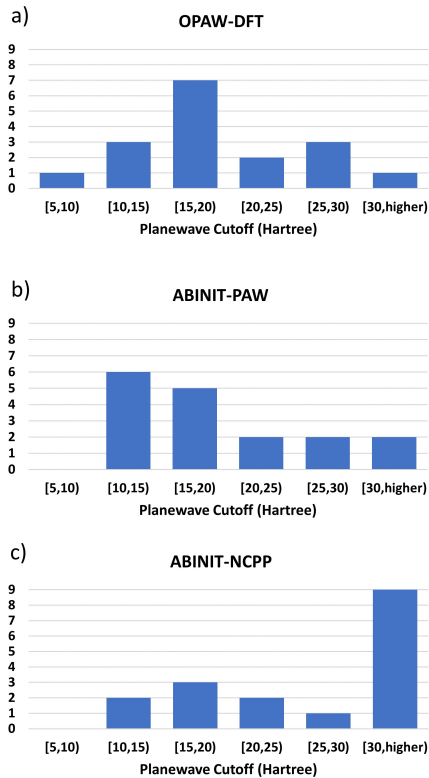 a)
OPAW-DFT
9
8
7
6
5
4
3
2
1
0
[5,10) [10,15) [15,20) [20,25) [25,30) [30,higher)
Planewave Cutoff (Hartree)
b)
ABINIT-PAW
9
8
7
6
5
4
3
2
1
0
[5,10) [10,15) [15,20) [20,25) [25,30) [30,higher)
Planewave Cutoff (Hartree)
c)
ABINIT-NCPP
9
8
7
6
5
4
3
2
1
0
[5,10) [10,15) [15,20) [20,25) [25,30) [30,higher)
Planewave Cutoff (Hartree)